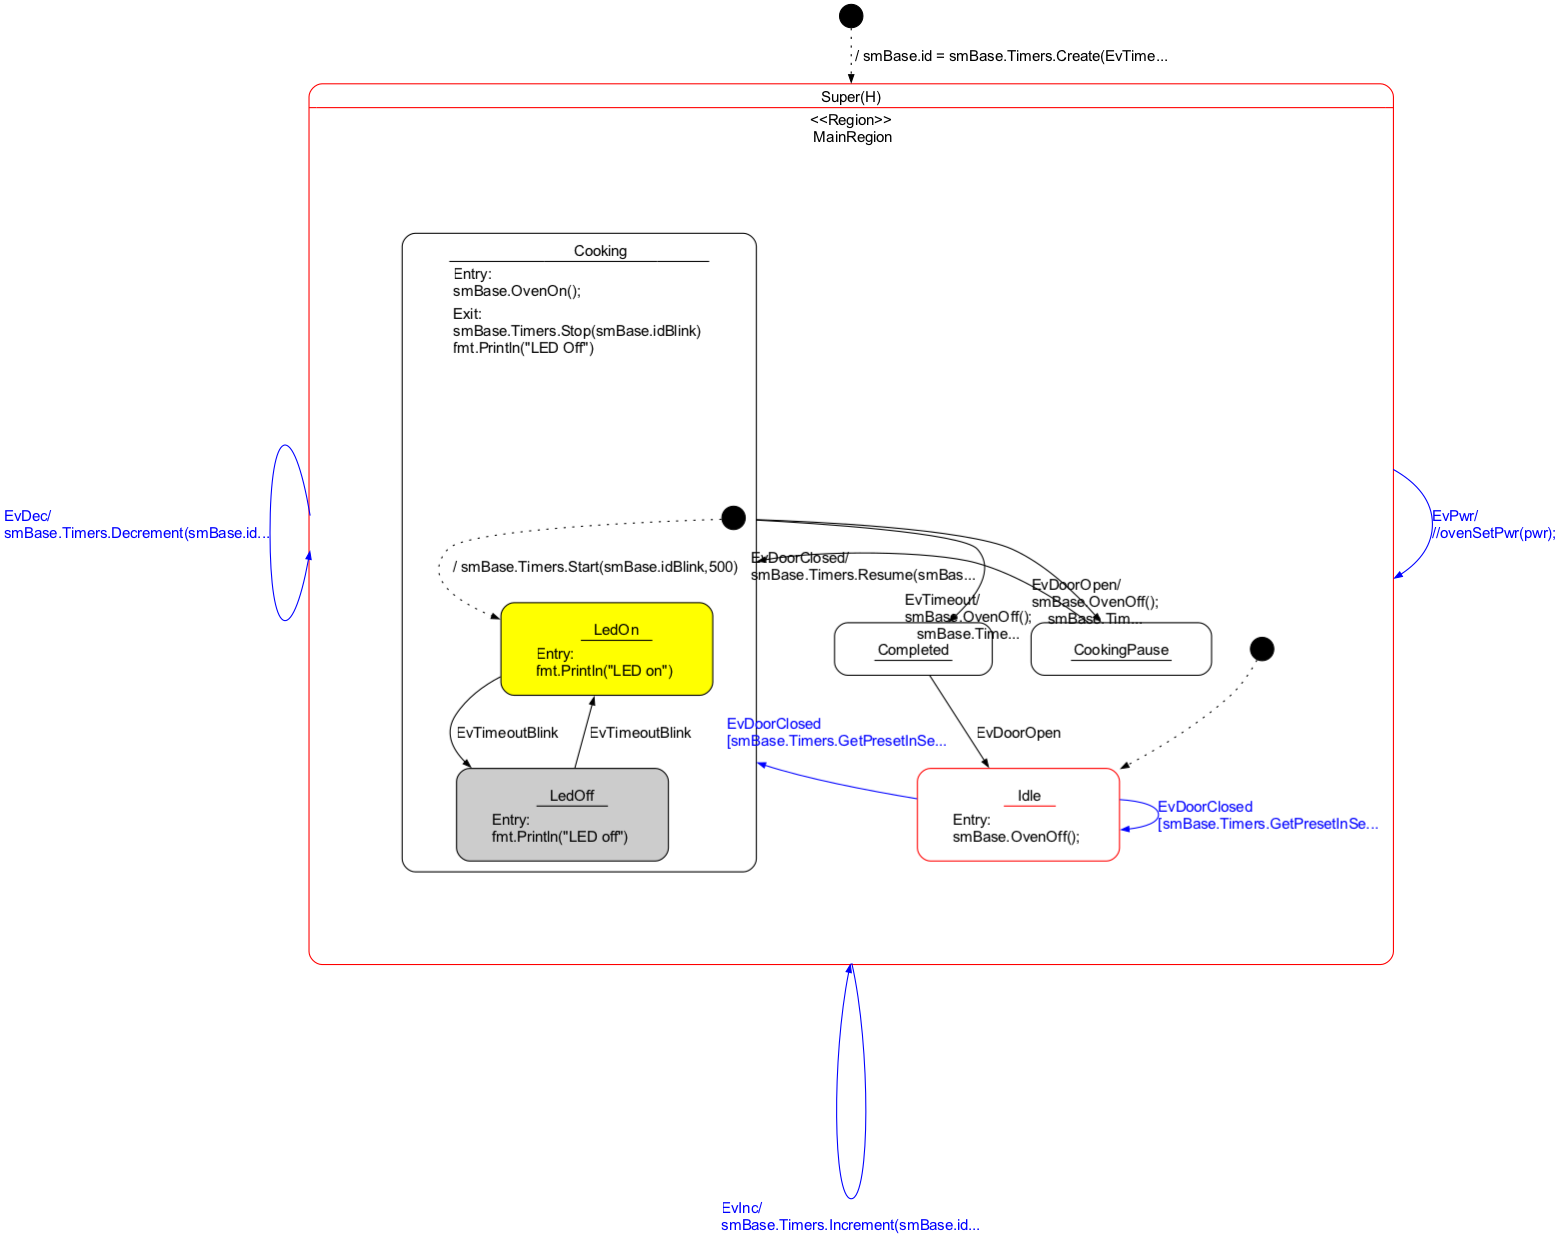 / smBase.id = smBase.Timers.Create(EvTime...
Super(H)
<<Region>>
MainRegion
Cooking
Entry:
smBase.OvenOn();
Exit:
smBase.Timers.Stop(smBase.idBlink)
fmt.Println("LED Off")
EvDec/
smBase.Timers.Decrement(smBase.id...
EvPwr/
//ovenSetPwr(pwr);
/ smBase.Timers.Start(smBase.idBlink,500)
EvDoorClosed/
smBase.Timers.Resume(smBas...
EvTimeout/
smBase.OvenOff();
smBase.Time...
EvDoorOpen/
smBase.OvenOff();
smBase.Tim...
LedOn
Entry:
fmt.Println("LED on")
Completed
CookingPause
EvTimeoutBlink
EvTimeoutBlink
EvDoorClosed
[smBase.Timers.GetPresetInSe...
EvDoorOpen
LedOff
Entry:
fmt.Println("LED off")
Idle
Entry:
smBase.OvenOff();
EvDoorClosed
[smBase.Timers.GetPresetInSe...
EvInc/
smBase.Timers.Increment(smBase.id...